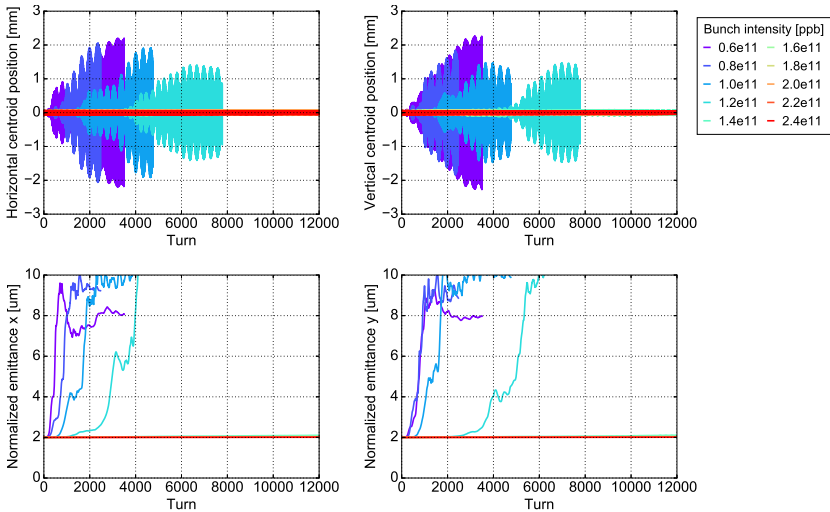 3
2
1
0
−1
−2
−3
0 2000 4000 6000 8000 10000 12000
Turn
Horizontal centroid position [mm]
3
2
1
0
−1
−2
−3
0 2000 4000 6000 8000 10000 12000
Turn
Vertical centroid position [mm]
Bunch intensity [ppb]
0.6e11 1.6e11
0.8e11 1.8e11
1.0e11 2.0e11
1.2e11 2.2e11
1.4e11 2.4e11
10
8
6
4
2
0
0 2000 4000 6000 8000 10000 12000
Turn
Normalized emittance x [um]
10
8
6
4
2
0
0 2000 4000 6000 8000 10000 12000
Turn
Normalized emittance y [um]